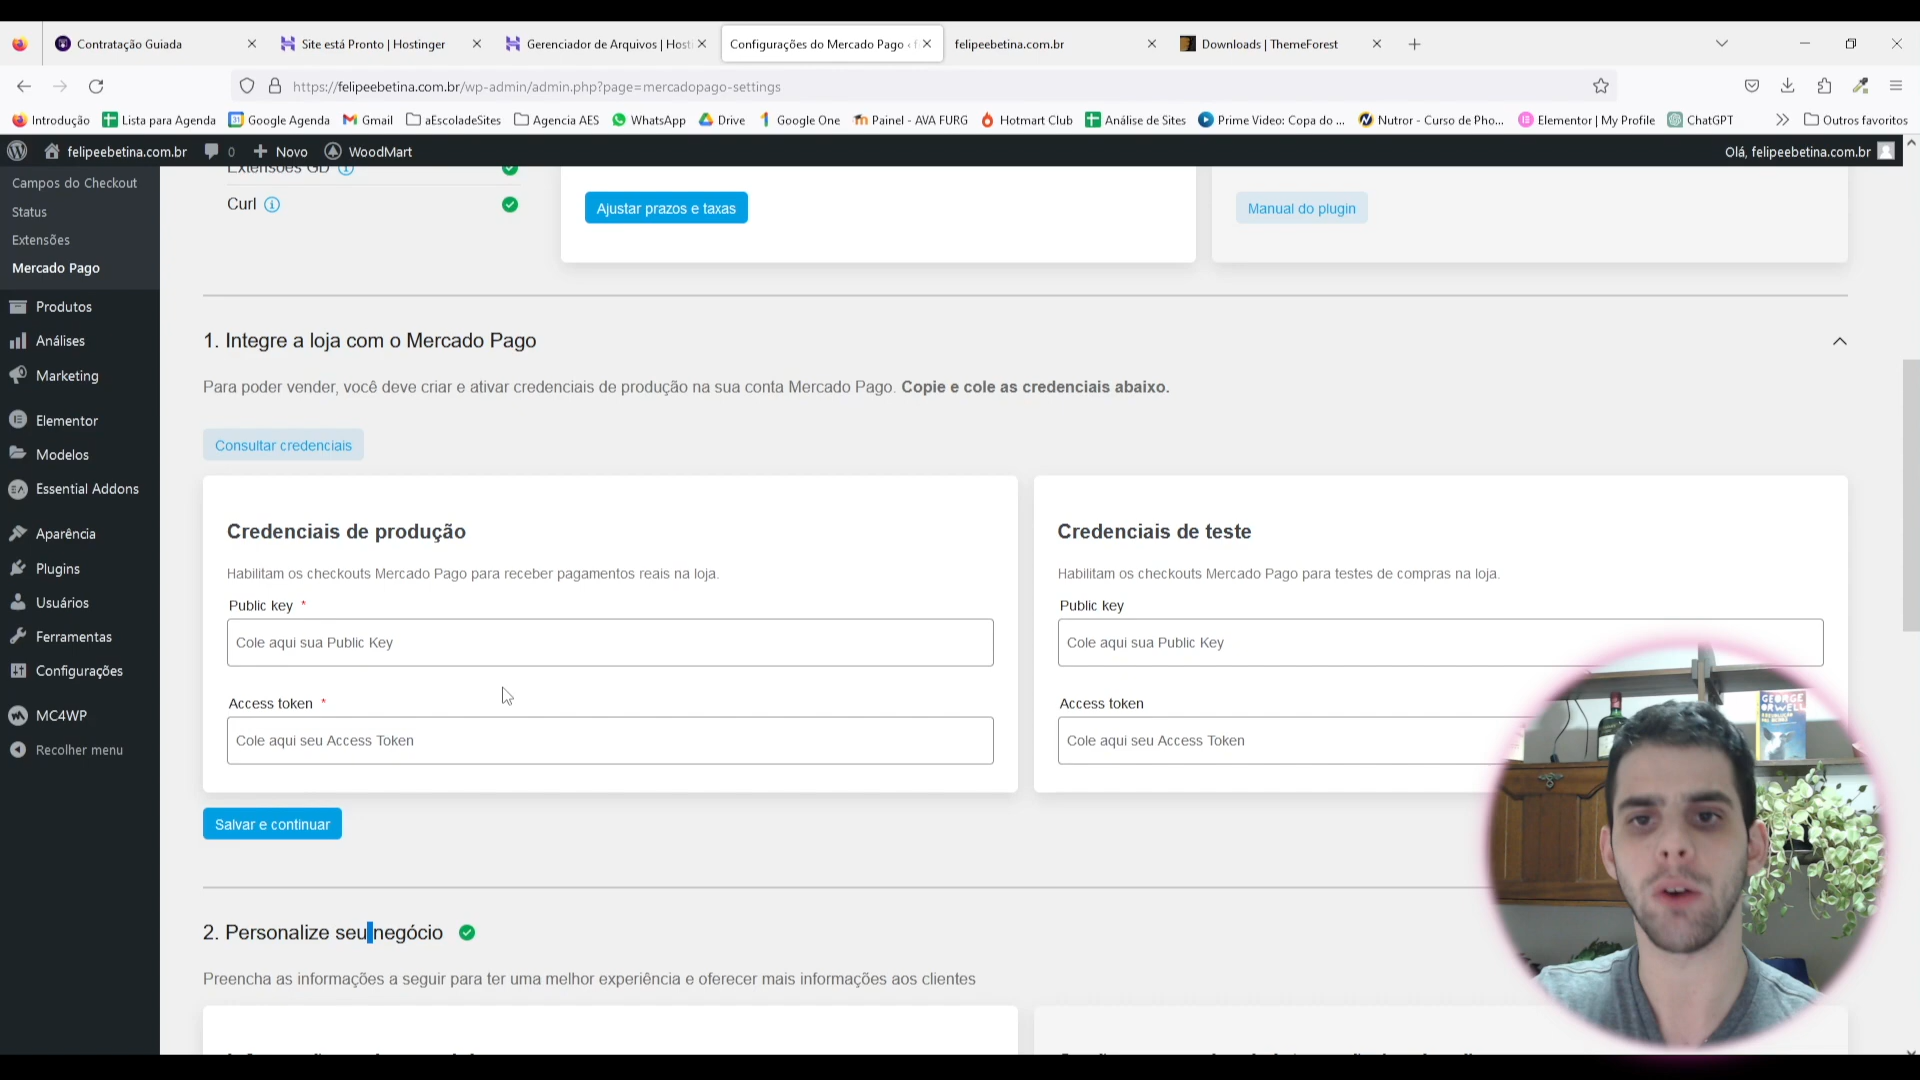 Contratação Guiada
Site está Pronto | Hostinger
Gerenciador de Arquivos | Host
Configurações do Mercado Pago ‹ f
felipeebetina.com.br
Downloads | ThemeForest
https://felipeebetina.com.br/wp-admin/admin.php?page=mercadopago-settings
Introdução
Lista para Agenda
Google Agenda
Gmail
aEscoladeSites
Agencia AES
WhatsApp
Drive
Google One
Painel - AVA FURG
Hotmart Club
Análise de Sites
Prime Video: Copa do ...
Nutror - Curso de Pho...
Elementor | My Profile
ChatGPT
Outros favoritos
felipeebetina.com.br
0
Novo
WoodMart
Olá, felipeebetina.com.br
Campos do Checkout
Status
Extensões
Mercado Pago
Produtos
Análises
Marketing
Elementor
Modelos
Essential Addons
Aparência
Plugins
Usuários
Ferramentas
Configurações
MC4WP
Recolher menu
Extensões GD
Curl
Ajustar prazos e taxas
Manual do plugin
1. Integre a loja com o Mercado Pago
Para poder vender, você deve criar e ativar credenciais de produção na sua conta Mercado Pago. Copie e cole as credenciais abaixo.
Consultar credenciais
Credenciais de produção
Habilitam os checkouts Mercado Pago para receber pagamentos reais na loja.
Public key *
Cole aqui sua Public Key
Access token *
Cole aqui seu Access Token
Credenciais de teste
Habilitam os checkouts Mercado Pago para testes de compras na loja.
Public key
Cole aqui sua Public Key
Access token
Cole aqui seu Access Token
GEORGE
ORWELL
Salvar e continuar
2. Personalize seu negócio
Preencha as informações a seguir para ter uma melhor experiência e oferecer mais informações aos clientes